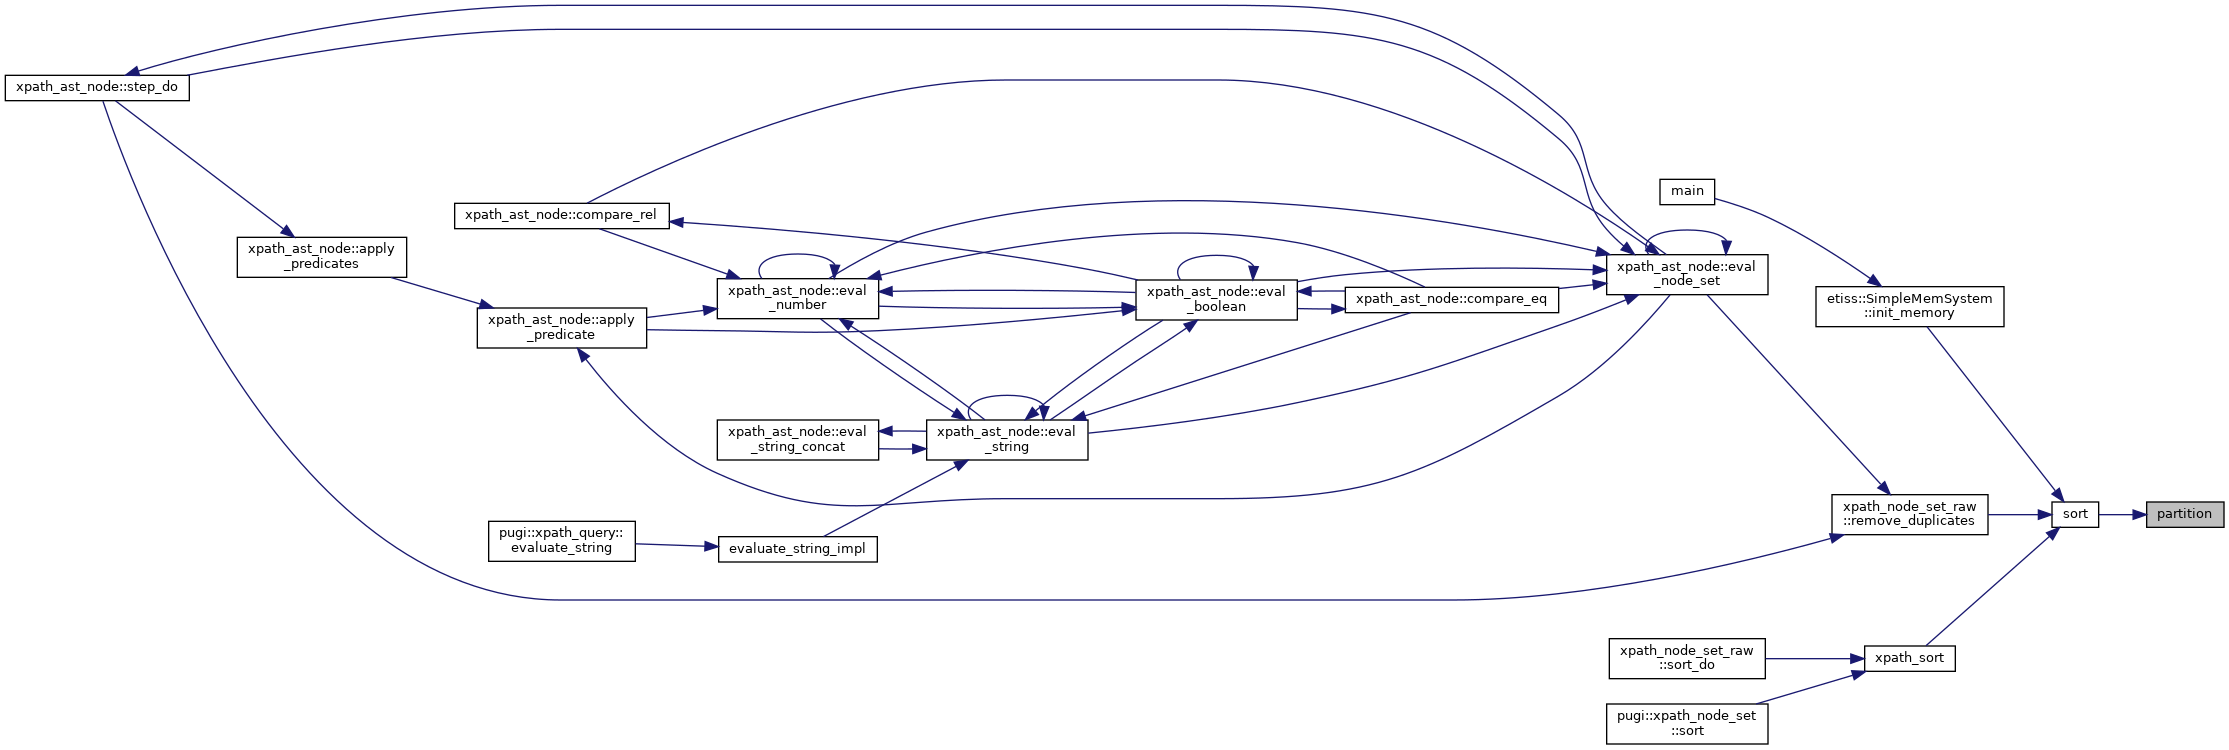 xpath_ast_node::step_do
main
xpath_ast_node::compare_rel
xpath_ast_node::apply
_predicates
xpath_ast_node::eval
_node_set
xpath_ast_node::eval
_number
xpath_ast_node::eval
_boolean
xpath_ast_node::compare_eq
etiss::SimpleMemSystem
::init_memory
xpath_ast_node::apply
_predicate
xpath_ast_node::eval
_string_concat
xpath_ast_node::eval
_string
xpath_node_set_raw
::remove_duplicates
sort
partition
pugi::xpath_query::
evaluate_string
evaluate_string_impl
xpath_node_set_raw
::sort_do
xpath_sort
pugi::xpath_node_set
::sort